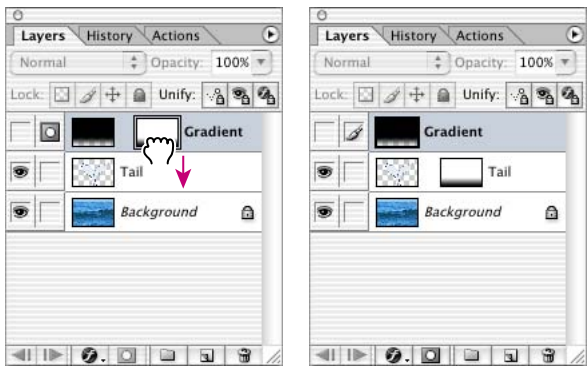 Layers History Actions
Normal Opacity: 100%
Lock: Unify:
Gradient
Tail
Background
Layers History Actions
Normal Opacity: 100%
Lock: Unify:
Gradient
Tail
Background